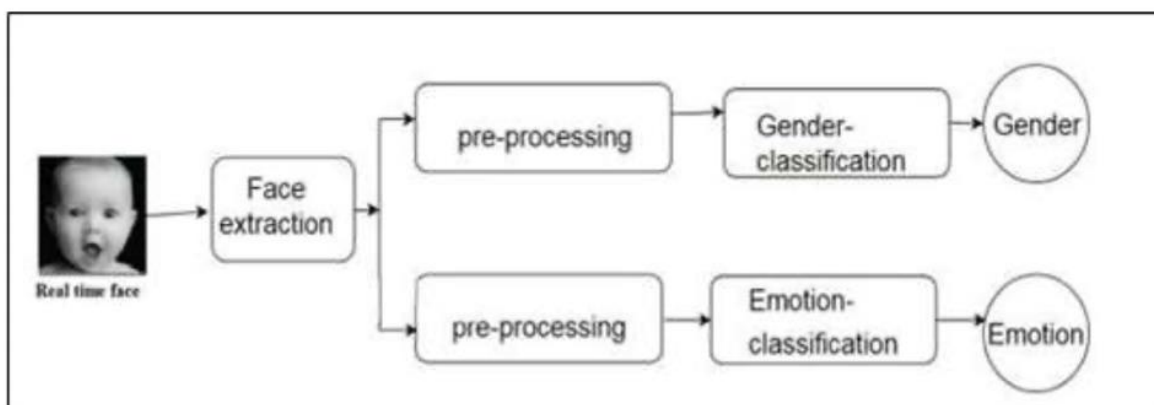 pre-processing
Gender-
classification
Gender
Face
extraction
Real time face
pre-processing
Emotion-
classification
Emotion